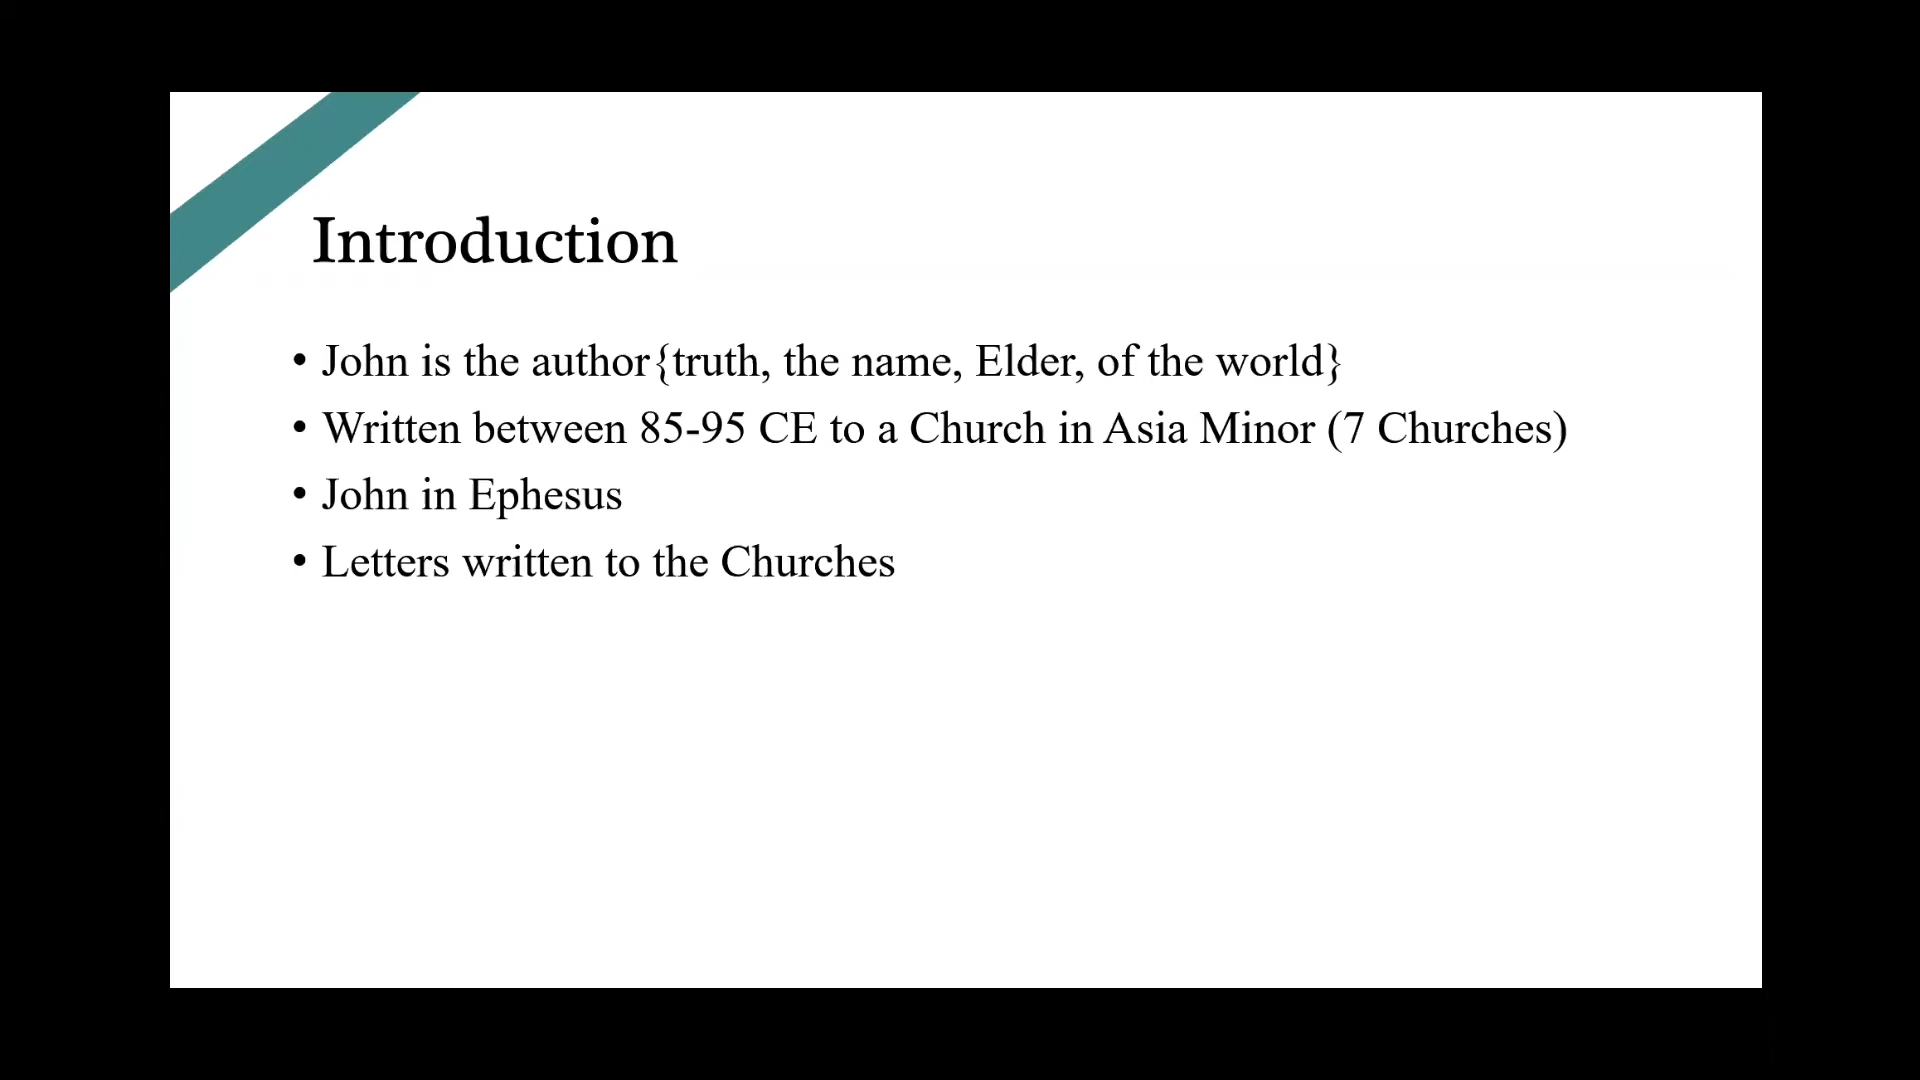 Introduction
• John is the author{truth, the name, Elder, of the world}
• Written between 85-95 CE to a Church in Asia Minor (7 Churches)
• John in Ephesus
• Letters written to the Churches